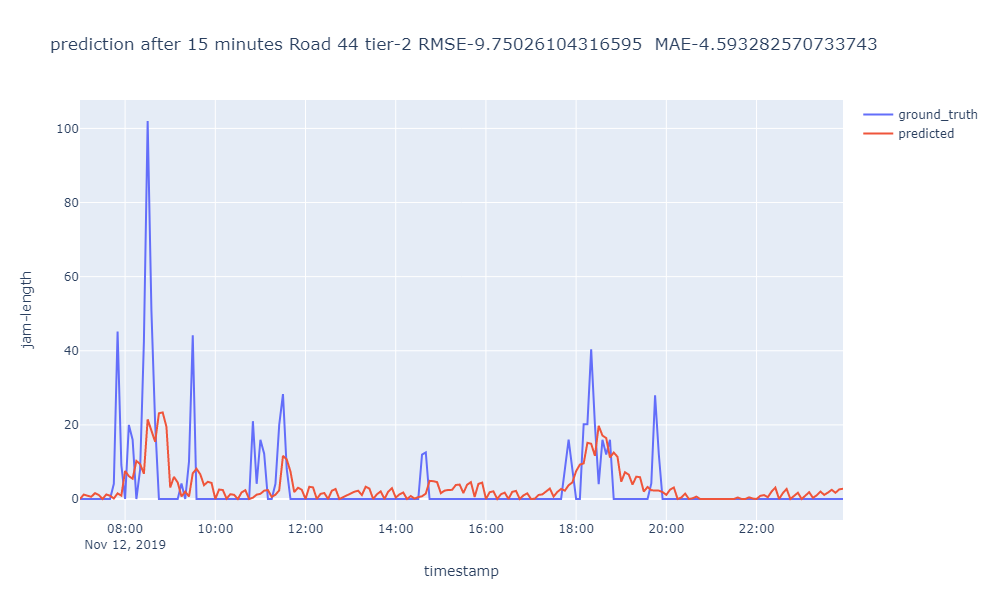 prediction after 15 minutes Road 44 tier-2 RMSE-9.75026104316595  MAE-4.593282570733743
ground_truth
predicted
100
80
60
40
20
0
jam-length
08:00 10:00 12:00 14:00 16:00 18:00 20:00 22:00
Nov 12, 2019
timestamp